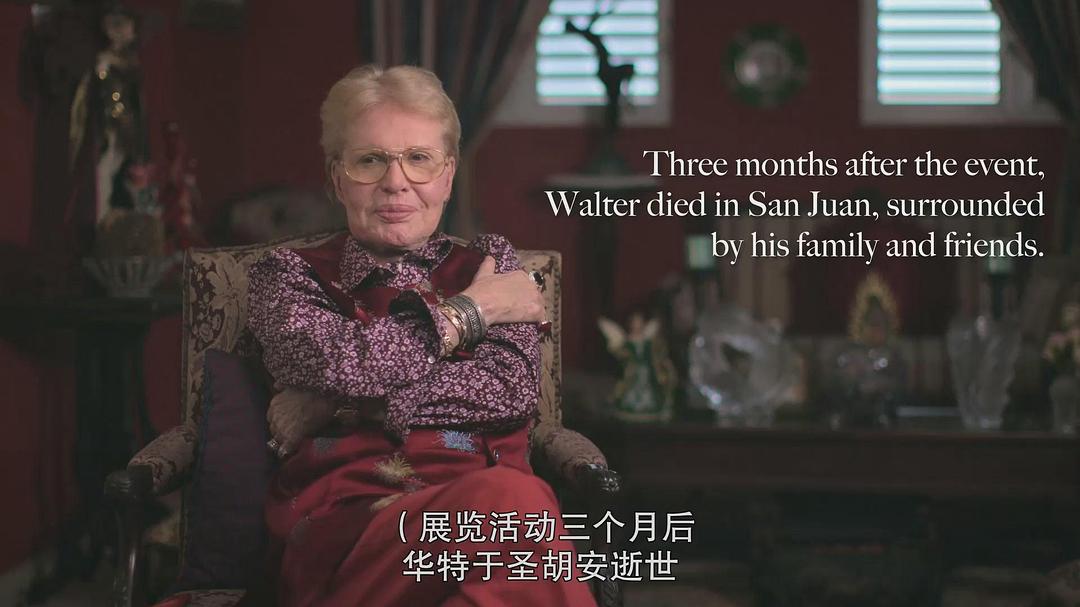 Three months after the event,
Walter died in San Juan, surrounded
by his family and friends.
（展览活动三个月后
华特于圣胡安逝世